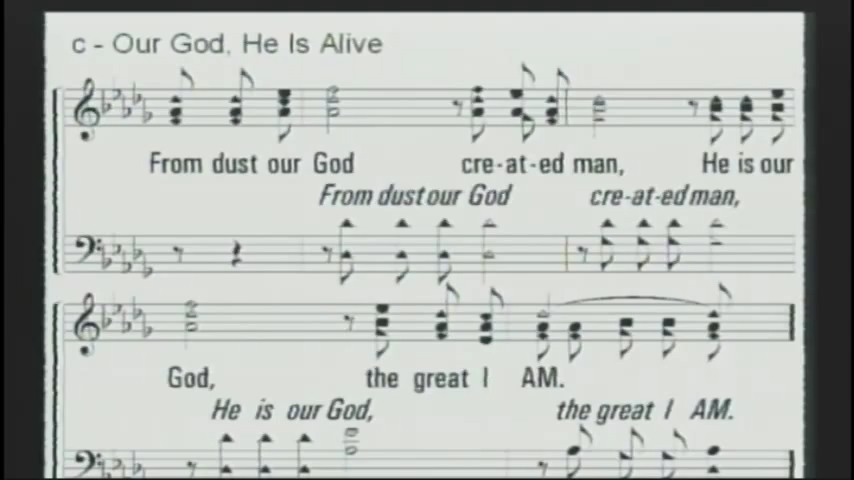 c - Our God, He Is Alive
From dust our God cre-at-ed man, He is our
From dust our God cre-at-ed man,
God, the great I AM.
He is our God, the great I AM.